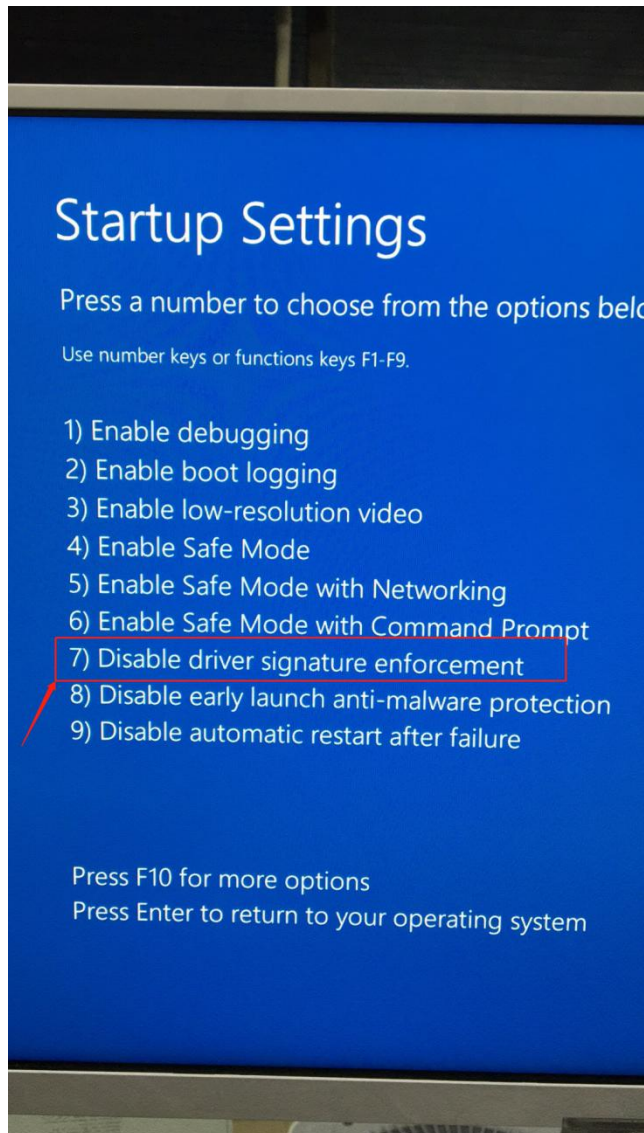 Startup Settings
Press a number to choose from the options
Use number keys or functions keys F1-F9.
1) Enable debugging
2) Enable boot logging
3) Enable low-resolution video
4) Enable Safe Mode
5) Enable Safe Mode with Networking
6) Enable Safe Mode with Command Prompt
7) Disable driver signature enforcement
8) Disable early launch anti-malware protection
9) Disable automatic restart after failure
Press F10 for more options
Press Enter to return to your operating system